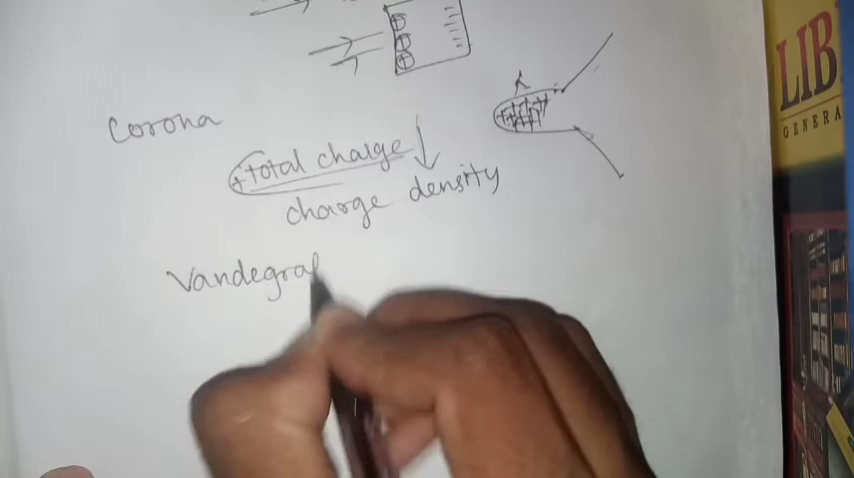 Corona
+ total charge
charge density
Vandegraf
LIB
GENERA